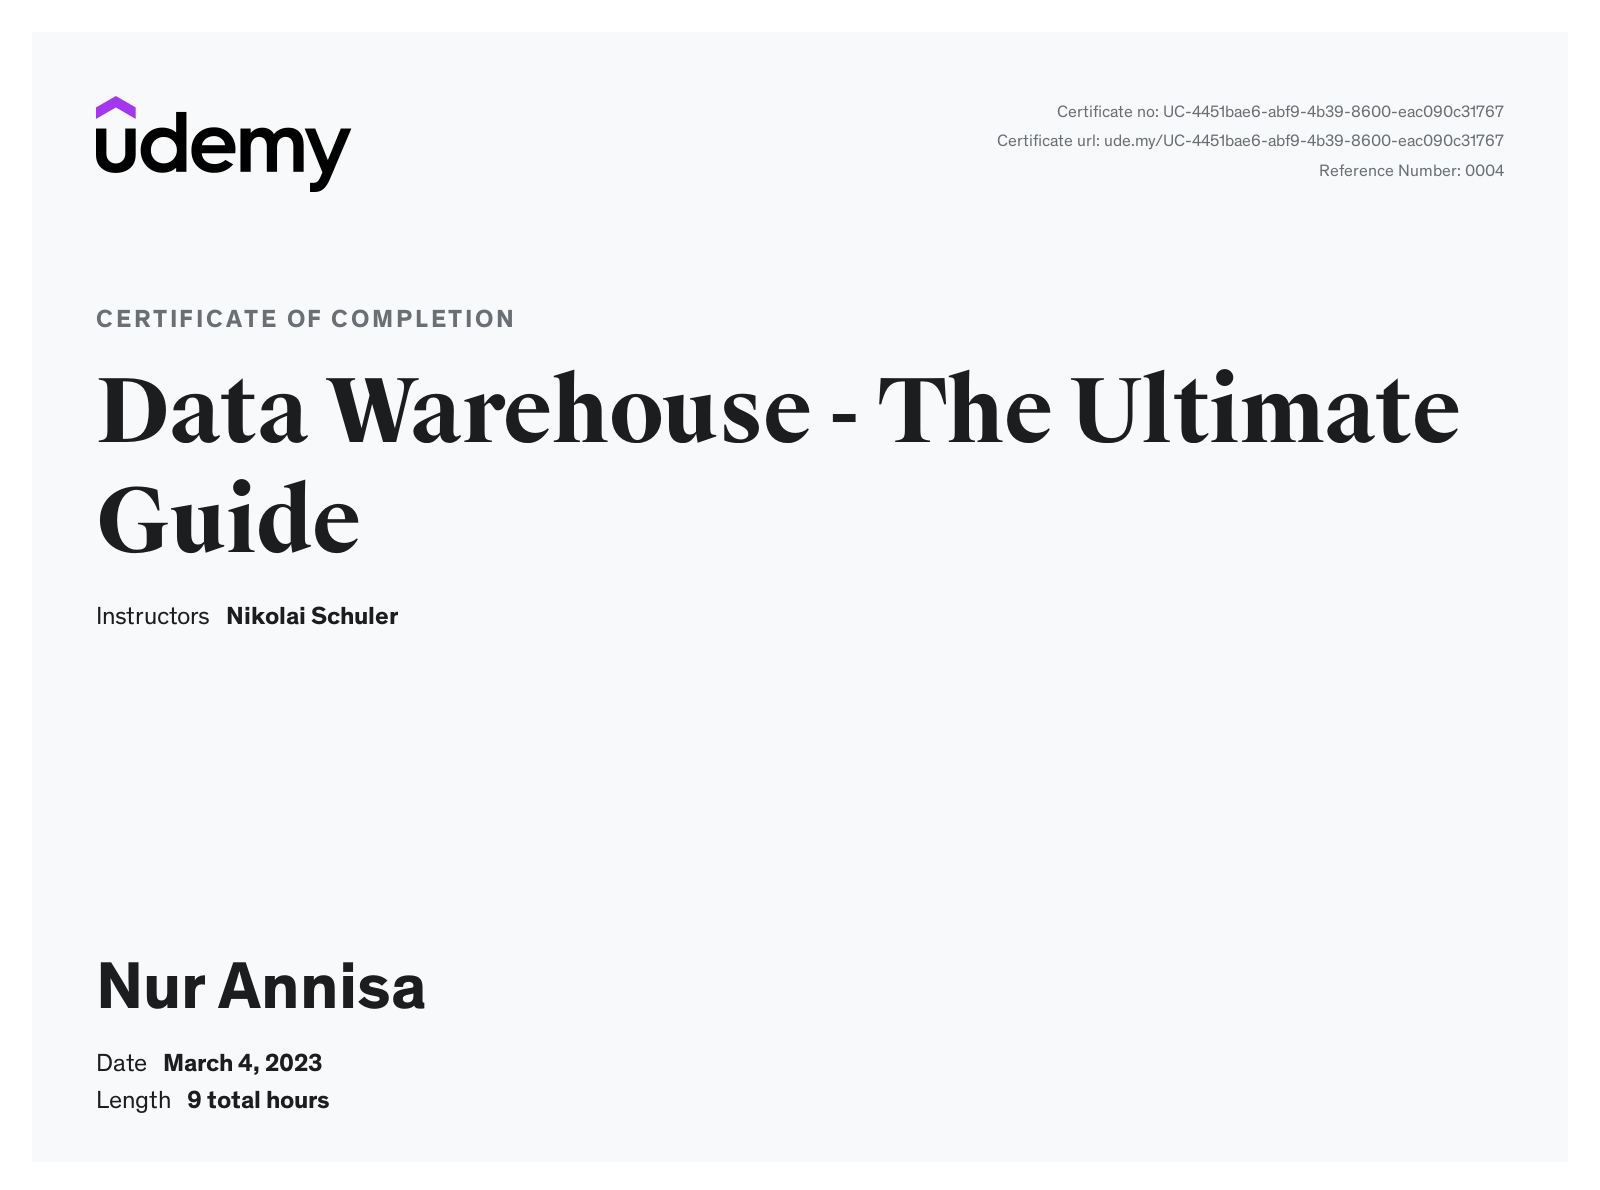 udemy
Certificate no: UC-4451bae6-abf9-4b39-8600-eac090c31767
Certificate url: ude.my/UC-4451bae6-abf9-4b39-8600-eac090c31767
Reference Number: 0004
CERTIFICATE OF COMPLETION
Data Warehouse - The Ultimate
Guide
Instructors Nikolai Schuler
Nur Annisa
Date March 4, 2023
Length 9 total hours